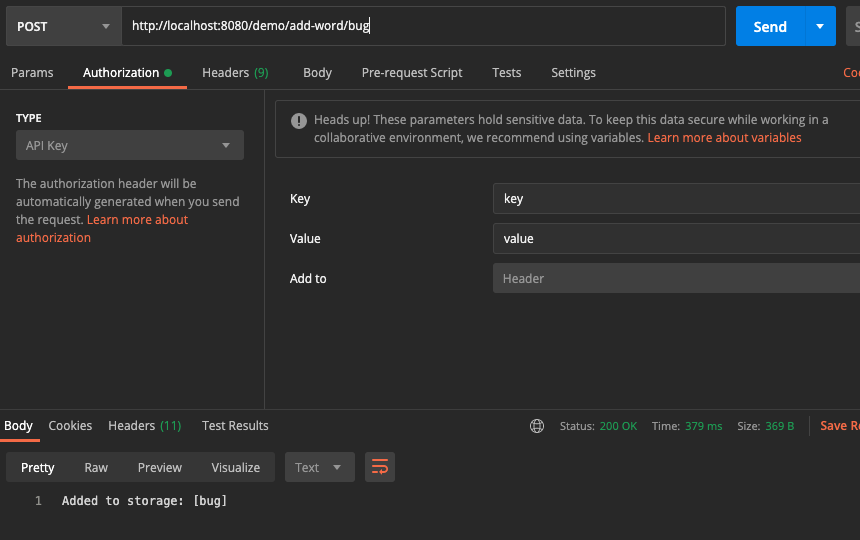 POST
http://localhost:8080/demo/add-word/bug
Send
Params
Authorization
Headers (9)
Body
Pre-request Script
Tests
Settings
TYPE
API Key
The authorization header will be
automatically generated when you send
the request. Learn more about
authorization
Heads up! These parameters hold sensitive data. To keep this data secure while working in a
collaborative environment, we recommend using variables. Learn more about variables
Key
key
Value
value
Add to
Header
Body
Cookies
Headers (11)
Test Results
Status: 200 OK
Time: 379 ms
Size: 369 B
Save
Pretty
Raw
Preview
Visualize
Text
1 Added to storage: [bug]